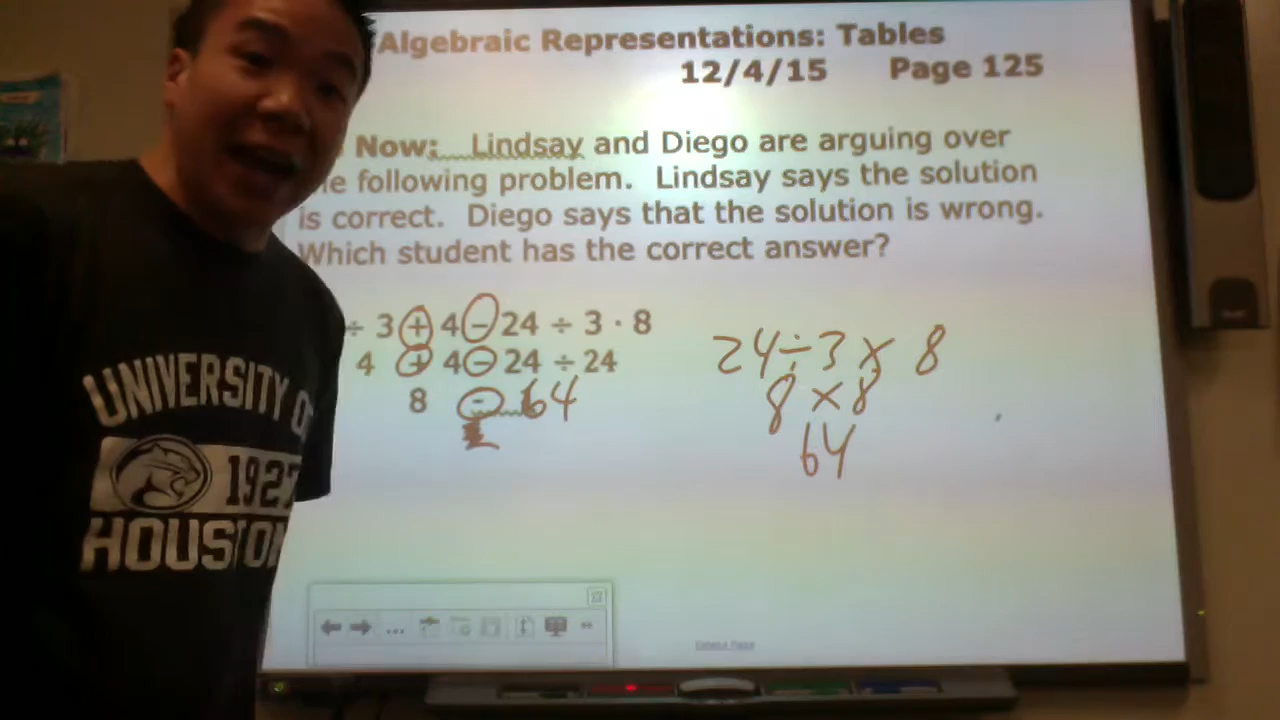 Algebraic Representations: Tables
12/4/15 Page 125
Now: Lindsay and Diego are arguing over
following problem. Lindsay says the solution
is correct. Diego says that the solution is wrong.
Which student has the correct answer?
÷ 3 + 4 − 24 ÷ 3 · 8
4 + 4 − 24 ÷ 24
8 - 64
24÷3 x 8
8 x 8
64
UNIVERSITY
1927
HOUSTON